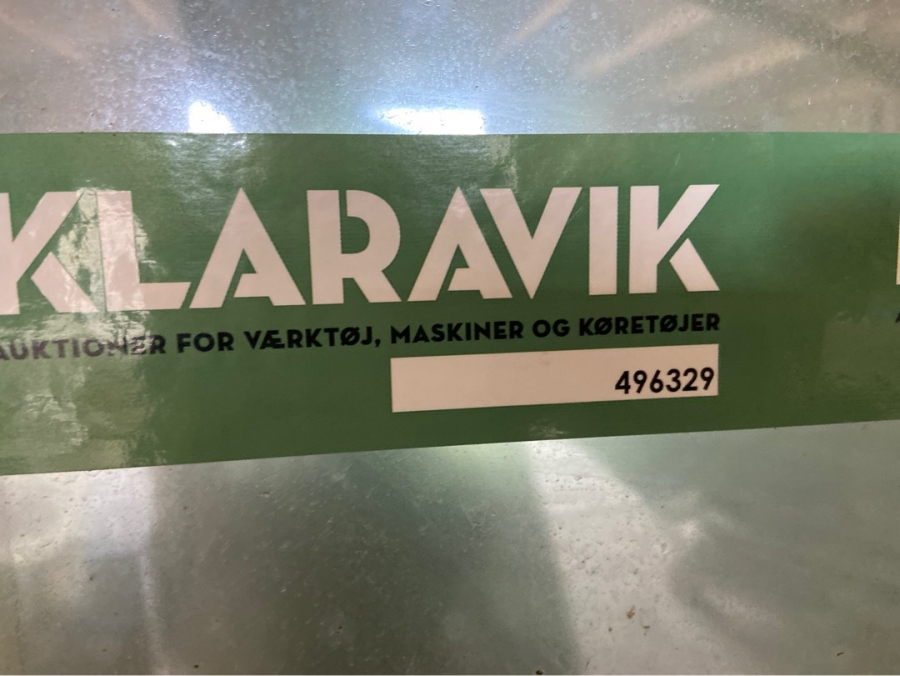 KLARAVIK
AUKTIONER FOR VÆRKTØJ, MASKINER OG KØRETØJER
496329